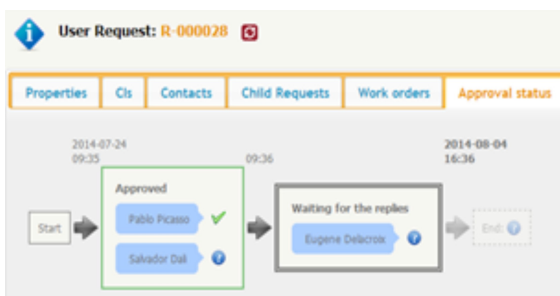 User Request: R-000028
Properties CIs Contacts Child Requests Work orders Approval status
2014-07-24 2014-08-04
09:35 09:36 16:36
Approved
Waiting for the replies
Pablo Picasso
Start Eugene Delacroix End:
Salvador Dali